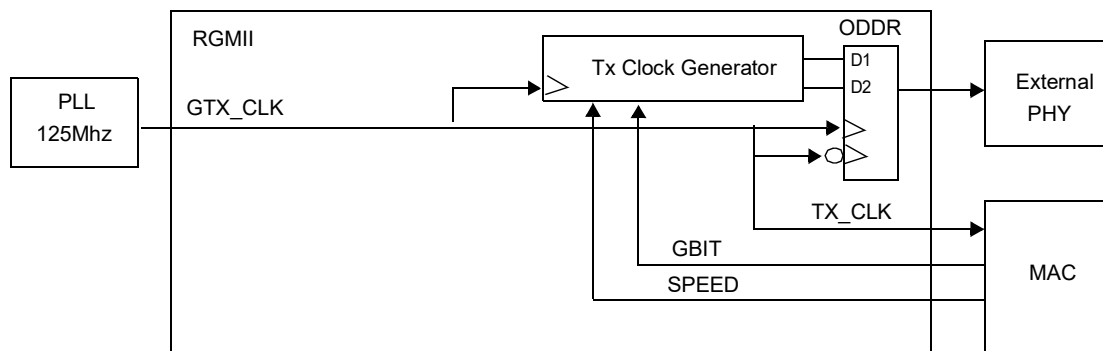 ODDR
RGMII
Tx Clock Generator
D1
D2
PLL
125Mhz
GTX_CLK
External
PHY
TX_CLK
GBIT
SPEED
MAC